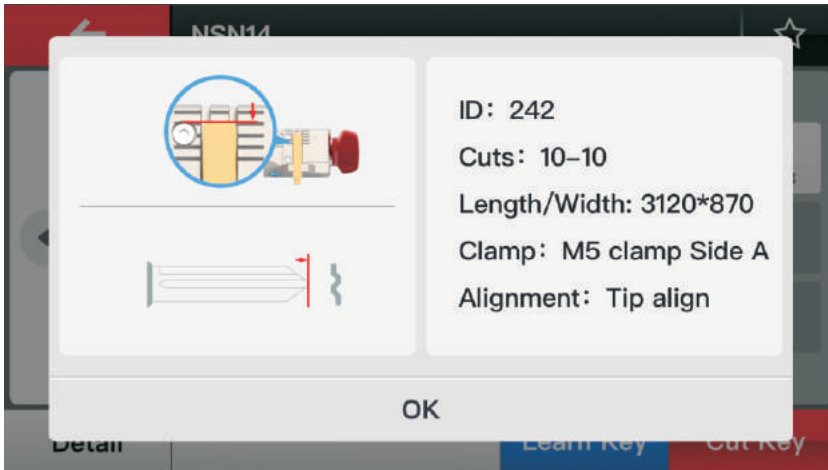 NSN14
ID: 242
Cuts: 10-10
Length/Width: 3120*870
Clamp: M5 clamp Side A
Alignment: Tip align
OK
Detail
Learn Key
Cut Key